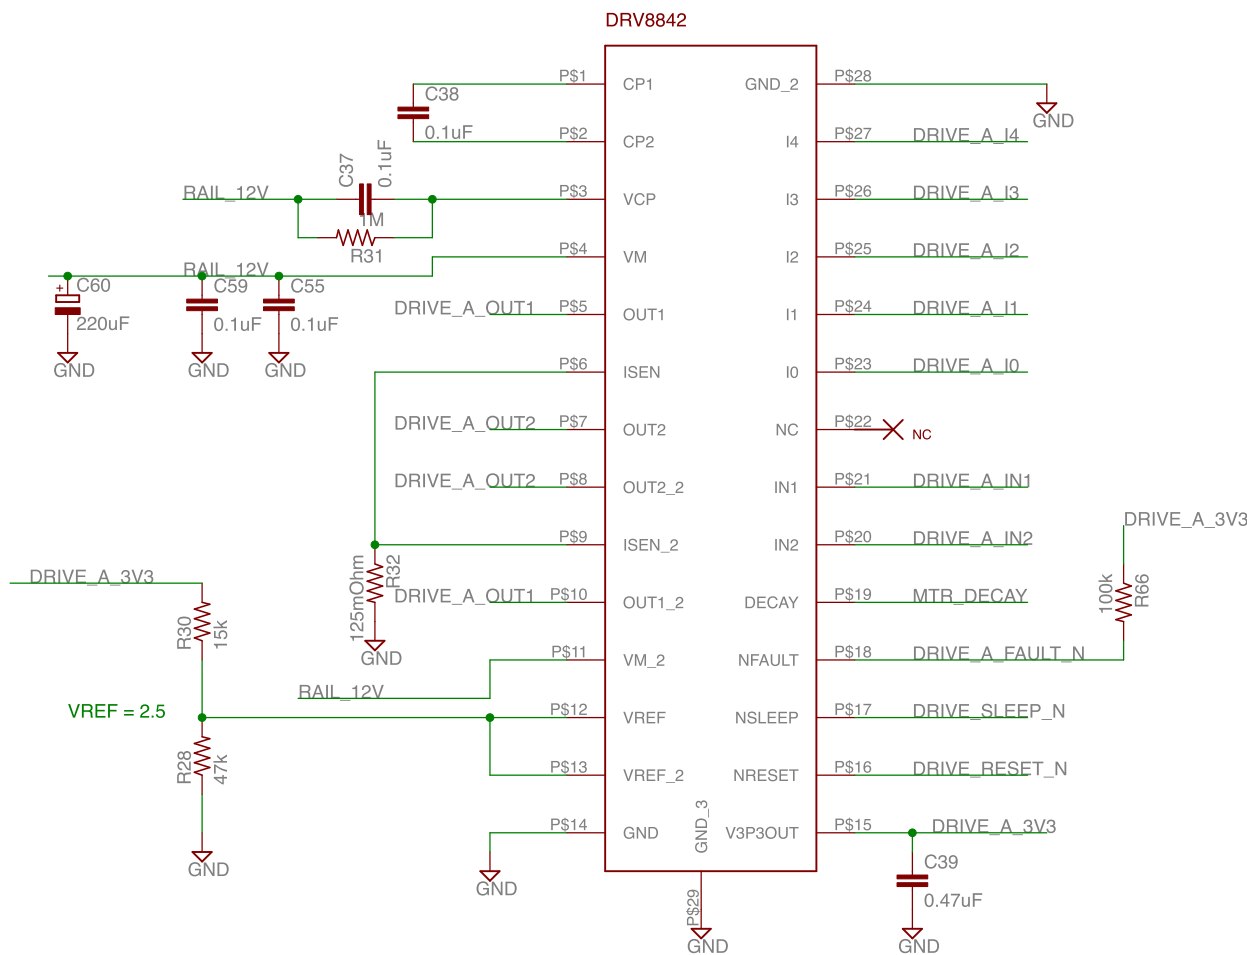 DRV8842
P$1 CP1 GND_2 P$28
C38
0.1uF
GND
P$2 CP2 I4 P$27 DRIVE_A_I4
C37
0.1uF
RAIL_12V
P$3 VCP I3 P$26 DRIVE_A_I3
1M
R31
P$4 VM I2 P$25 DRIVE_A_I2
RAIL_12V
+ C60
220uF
GND
C59
0.1uF
GND
C55
0.1uF
GND
DRIVE_A_OUT1 P$5 OUT1 I1 P$24 DRIVE_A_I1
P$6 ISEN I0 P$23 DRIVE_A_I0
DRIVE_A_OUT2 P$7 OUT2 NC P$22 NC
DRIVE_A_OUT2 P$8 OUT2_2 IN1 P$21 DRIVE_A_IN1
P$9 ISEN_2 IN2 P$20 DRIVE_A_IN2
DRIVE_A_3V3
100k
R66
125mOhm
R32
GND
DRIVE_A_3V3
R30
15k
DRIVE_A_OUT1 P$10 OUT1_2 DECAY P$19 MTR_DECAY
P$11 VM_2 NFAULT P$18 DRIVE_A_FAULT_N
RAIL_12V
VREF = 2.5
P$12 VREF NSLEEP P$17 DRIVE_SLEEP_N
R28
47k
GND
P$13 VREF_2 NRESET P$16 DRIVE_RESET_N
P$14 GND V3P3OUT P$15 DRIVE_A_3V3
GND
GND_3
P$29
GND
C39
0.47uF
GND